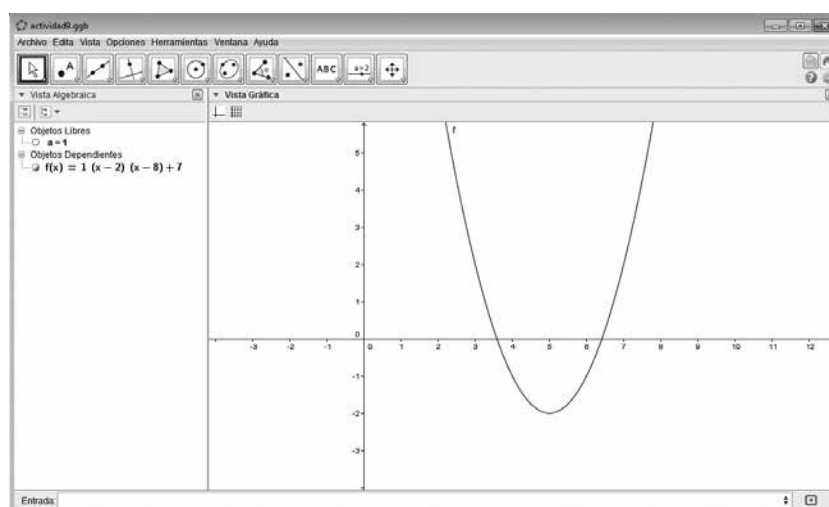 actividad9.ggb
Archivo Edita Vista Opciones Herramientas Ventana Ayuda
A
ABC
a=2
Vista Algebraica
Vista Gráfica
Objetos Libres
a = 1
Objetos Dependientes
f(x) = 1 (x − 2) (x − 8) + 7
f
5
4
3
2
1
0
-1
-2
-3
-3 -2 -1 0 1 2 3 4 5 6 7 8 9 10 11 12
Entrada: